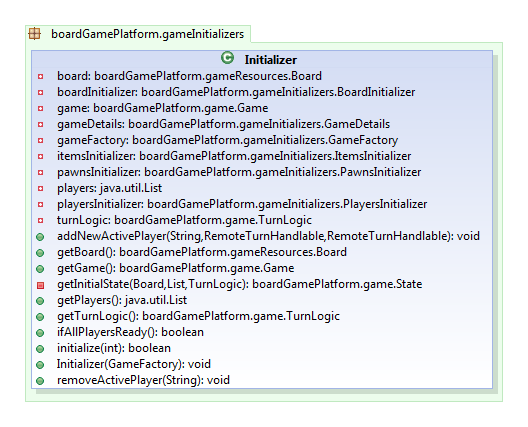 boardGamePlatform.gameInitializers
Initializer
board: boardGamePlatform.gameResources.Board
boardInitializer: boardGamePlatform.gameInitializers.BoardInitializer
game: boardGamePlatform.game.Game
gameDetails: boardGamePlatform.gameInitializers.GameDetails
gameFactory: boardGamePlatform.gameInitializers.GameFactory
itemsInitializer: boardGamePlatform.gameInitializers.ItemsInitializer
pawnsInitializer: boardGamePlatform.gameInitializers.PawnsInitializer
players: java.util.List
playersInitializer: boardGamePlatform.gameInitializers.PlayersInitializer
turnLogic: boardGamePlatform.game.TurnLogic
addNewActivePlayer(String,RemoteTurnHandlable,RemoteTurnHandlable): void
getBoard(): boardGamePlatform.gameResources.Board
getGame(): boardGamePlatform.game.Game
getInitialState(Board,List,TurnLogic): boardGamePlatform.game.State
getPlayers(): java.util.List
getTurnLogic(): boardGamePlatform.game.TurnLogic
ifAllPlayersReady(): boolean
initialize(int): boolean
Initializer(GameFactory): void
removeActivePlayer(String): void